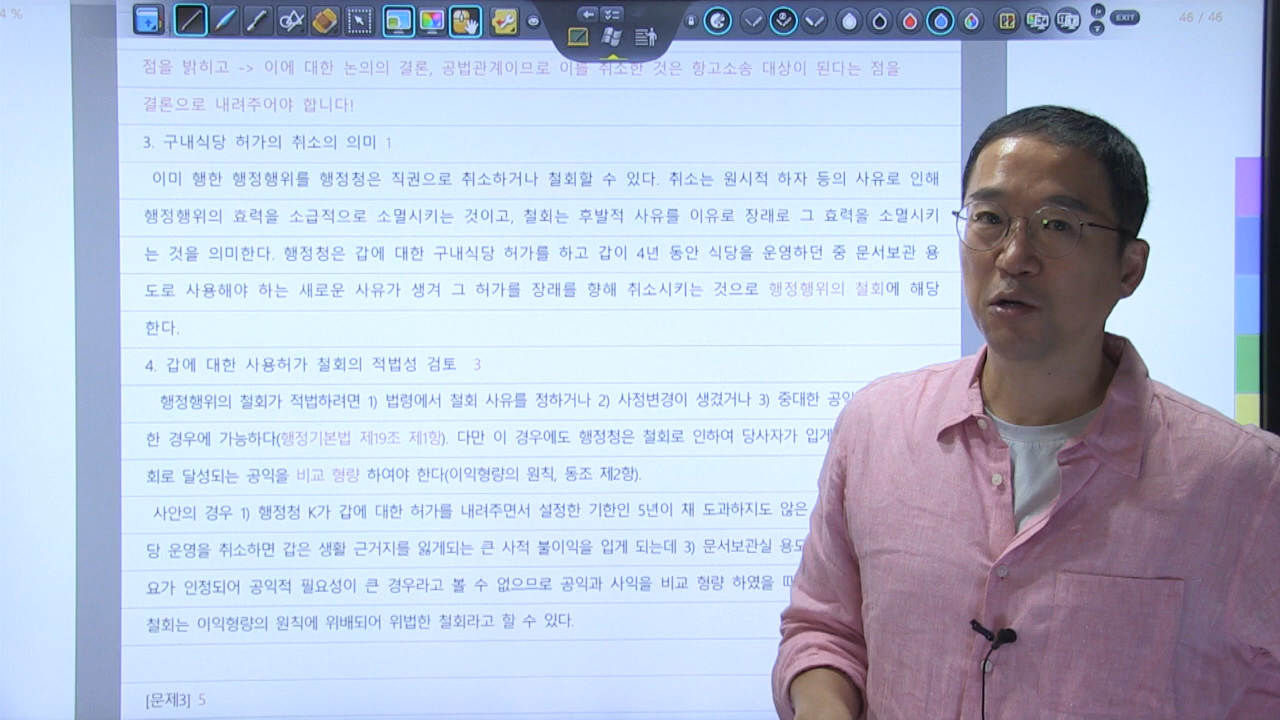 4 %
EXIT
46 / 46
점을 밝히고 -> 이에 대한 논의의 결론, 공법관계이므로 이를 취소한 것은 항고소송 대상이 된다는 점을
결론으로 내려주어야 합니다!
3. 구내식당 허가의 취소의 의미 1
이미 행한 행정행위를 행정청은 직권으로 취소하거나 철회할 수 있다. 취소는 원시적 하자 등의 사유로 인해
행정행위의 효력을 소급적으로 소멸시키는 것이고, 철회는 후발적 사유를 이유로 장래로 그 효력을 소멸시키
는 것을 의미한다. 행정청은 갑에 대한 구내식당 허가를 하고 갑이 4년 동안 식당을 운영하던 중 문서보관 용
도로 사용해야 하는 새로운 사유가 생겨 그 허가를 장래를 향해 취소시키는 것으로 행정행위의 철회에 해당
한다.
4. 갑에 대한 사용허가 철회의 적법성 검토 3
행정행위의 철회가 적법하려면 1) 법령에서 철회 사유를 정하거나 2) 사정변경이 생겼거나 3) 중대한 공익
한 경우에 가능하다(행정기본법 제19조 제1항). 다만 이 경우에도 행정청은 철회로 인하여 당사자가 입게
회로 달성되는 공익을 비교 형량 하여야 한다(이익형량의 원칙, 동조 제2항).
사안의 경우 1) 행정청 K가 갑에 대한 허가를 내려주면서 설정한 기한인 5년이 채 도과하지도 않은
당 운영을 취소하면 갑은 생활 근거지를 잃게되는 큰 사적 불이익을 입게 되는데 3) 문서보관실 용도
요가 인정되어 공익적 필요성이 큰 경우라고 볼 수 없으므로 공익과 사익을 비교 형량 하였을
철회는 이익형량의 원칙에 위배되어 위법한 철회라고 할 수 있다.
[문제3] 5